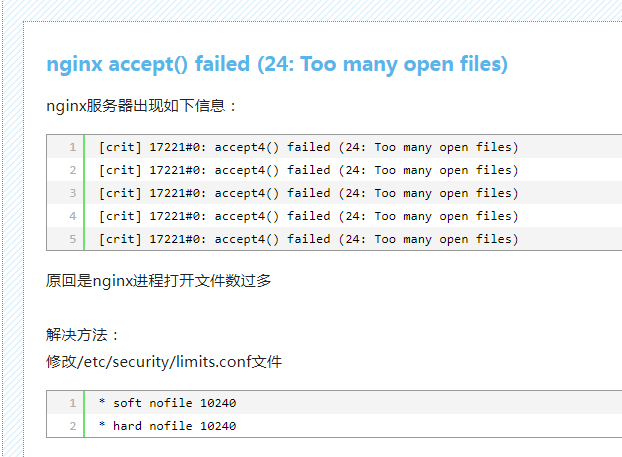 nginx accept() failed (24: Too many open files)
nginx服务器出现如下信息：
1 [crit] 17221#0: accept4() failed (24: Too many open files)
2 [crit] 17221#0: accept4() failed (24: Too many open files)
3 [crit] 17221#0: accept4() failed (24: Too many open files)
4 [crit] 17221#0: accept4() failed (24: Too many open files)
5 [crit] 17221#0: accept4() failed (24: Too many open files)
原回是nginx进程打开文件数过多
解决方法：
修改/etc/security/limits.conf文件
1 * soft nofile 10240
2 * hard nofile 10240